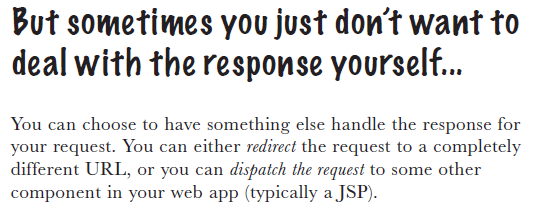 But sometimes you just don't want to
deal with the response yourself...
You can choose to have something else handle the response for
your request. You can either redirect the request to a completely
different URL, or you can dispatch the request to some other
component in your web app (typically a JSP).